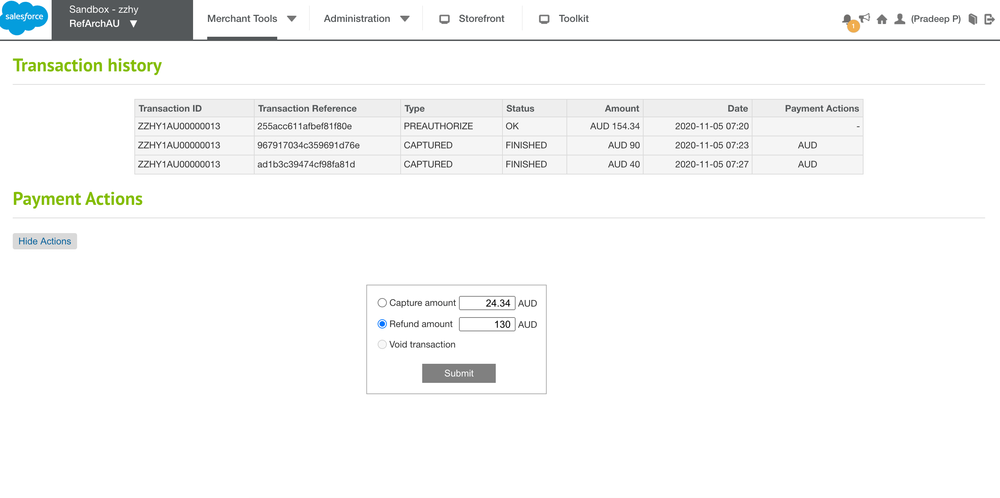 salesforce
Sandbox - zzhy
RefArchAU
Merchant Tools
Administration
Storefront
Toolkit
1
(Pradeep P)
Transaction history
Transaction ID Transaction Reference Type Status Amount Date Payment Actions
ZZHY1AU00000013 255acc611afbef81f80e PREAUTHORIZE OK AUD 154.34 2020-11-05 07:20 -
ZZHY1AU00000013 967917034c359691d76e CAPTURED FINISHED AUD 90 2020-11-05 07:23 AUD
ZZHY1AU00000013 ad1b3c39474cf98fa81d CAPTURED FINISHED AUD 40 2020-11-05 07:27 AUD
Payment Actions
Hide Actions
Capture amount 24.34 AUD
Refund amount 130 AUD
Void transaction
Submit